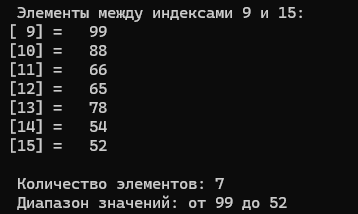 Элементы между индексами 9 и 15:
[ 9] =   99
[10] =   88
[11] =   66
[12] =   65
[13] =   78
[14] =   54
[15] =   52
Количество элементов: 7
Диапазон значений: от 99 до 52